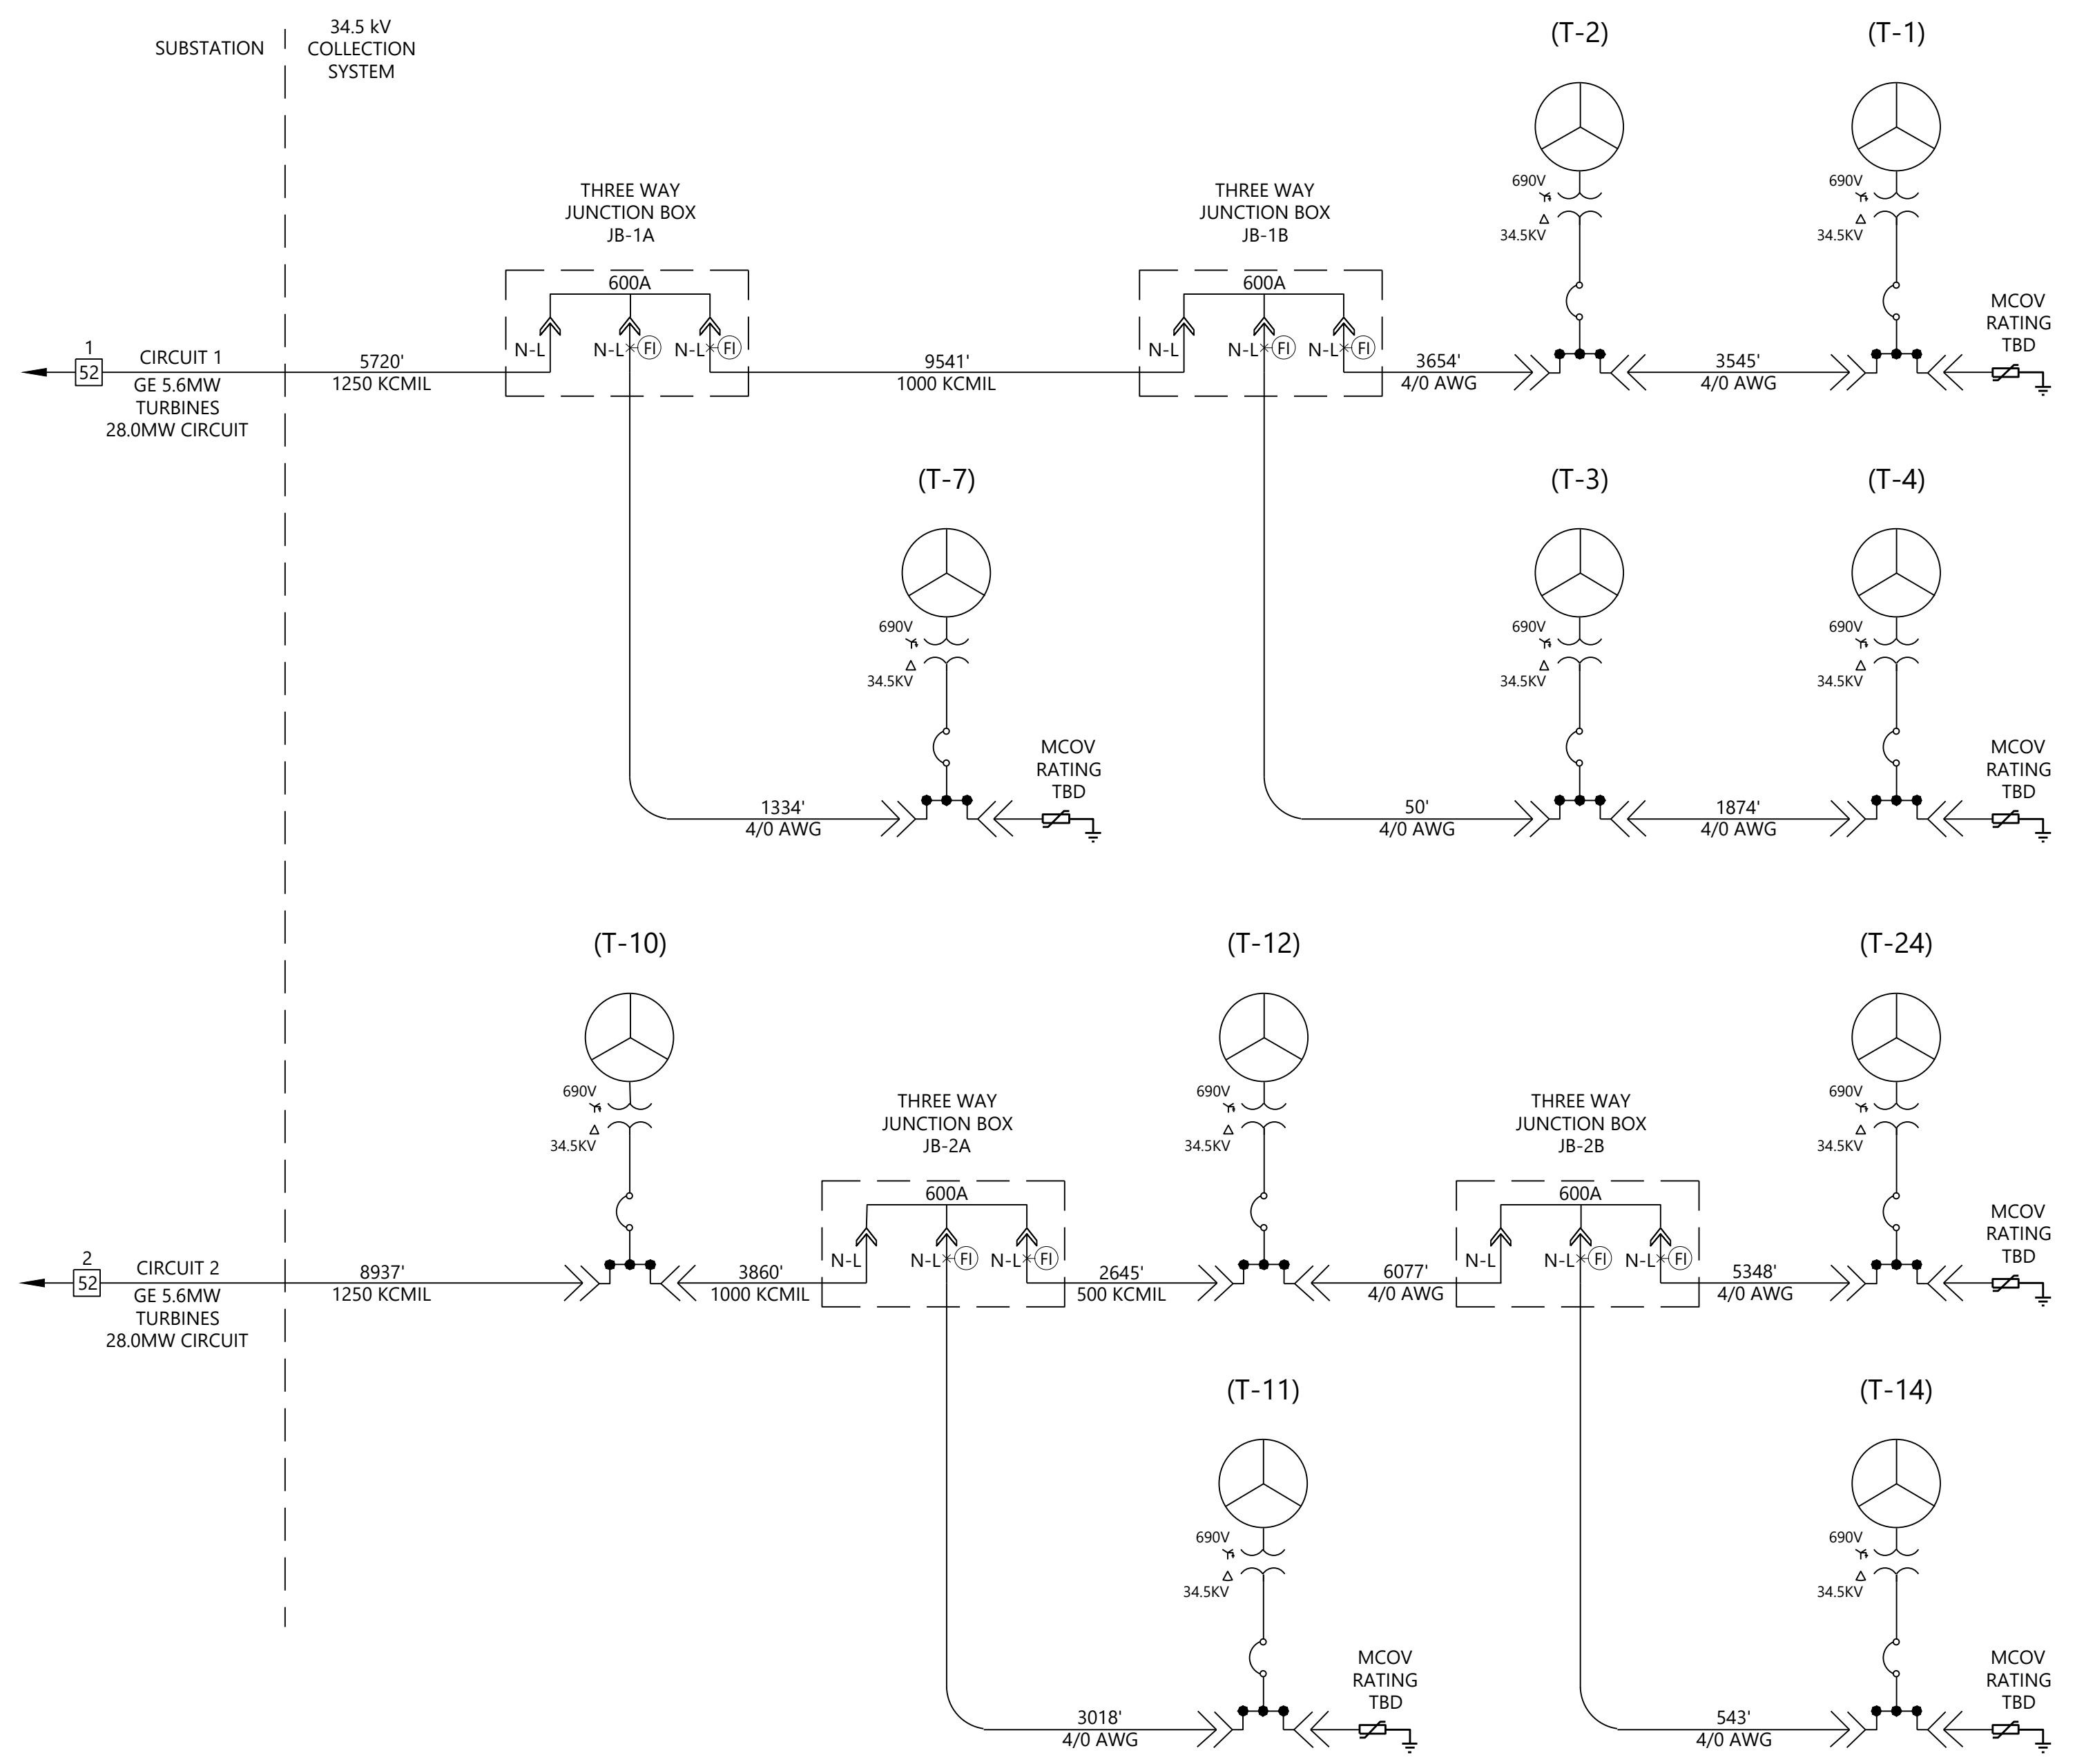 SUBSTATION
34.5 kV
COLLECTION
SYSTEM
(T-2)
(T-1)
690V
34.5KV
690V
34.5KV
THREE WAY
JUNCTION BOX
JB-1A
THREE WAY
JUNCTION BOX
JB-1B
600A
N-L
N-L
FI
N-L
FI
600A
N-L
N-L
FI
N-L
FI
MCOV
RATING
TBD
1
52
CIRCUIT 1
GE 5.6MW
TURBINES
28.0MW CIRCUIT
5720'
1250 KCMIL
9541'
1000 KCMIL
3654'
4/0 AWG
3545'
4/0 AWG
(T-7)
(T-3)
(T-4)
690V
34.5KV
690V
34.5KV
690V
34.5KV
MCOV
RATING
TBD
MCOV
RATING
TBD
1334'
4/0 AWG
50'
4/0 AWG
1874'
4/0 AWG
(T-10)
(T-12)
(T-24)
690V
34.5KV
690V
34.5KV
690V
34.5KV
THREE WAY
JUNCTION BOX
JB-2A
THREE WAY
JUNCTION BOX
JB-2B
600A
N-L
N-L
FI
N-L
FI
600A
N-L
N-L
FI
N-L
FI
MCOV
RATING
TBD
2
52
CIRCUIT 2
GE 5.6MW
TURBINES
28.0MW CIRCUIT
8937'
1250 KCMIL
3860'
1000 KCMIL
2645'
500 KCMIL
6077'
4/0 AWG
5348'
4/0 AWG
(T-11)
(T-14)
690V
34.5KV
690V
34.5KV
MCOV
RATING
TBD
MCOV
RATING
TBD
3018'
4/0 AWG
543'
4/0 AWG